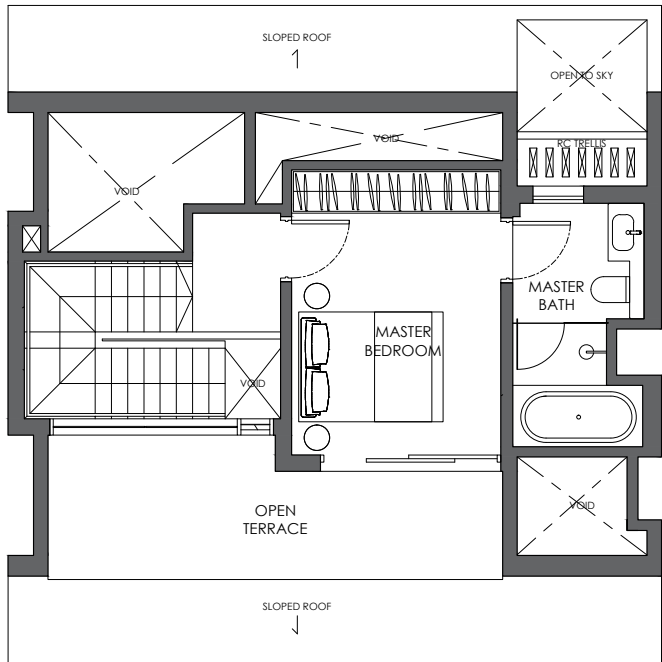 SLOPED ROOF
OPEN TO SKY
VOID
RC TRELLIS
VOID
MASTER
BATH
MASTER
BEDROOM
VOID
VOID
OPEN
TERRACE
SLOPED ROOF